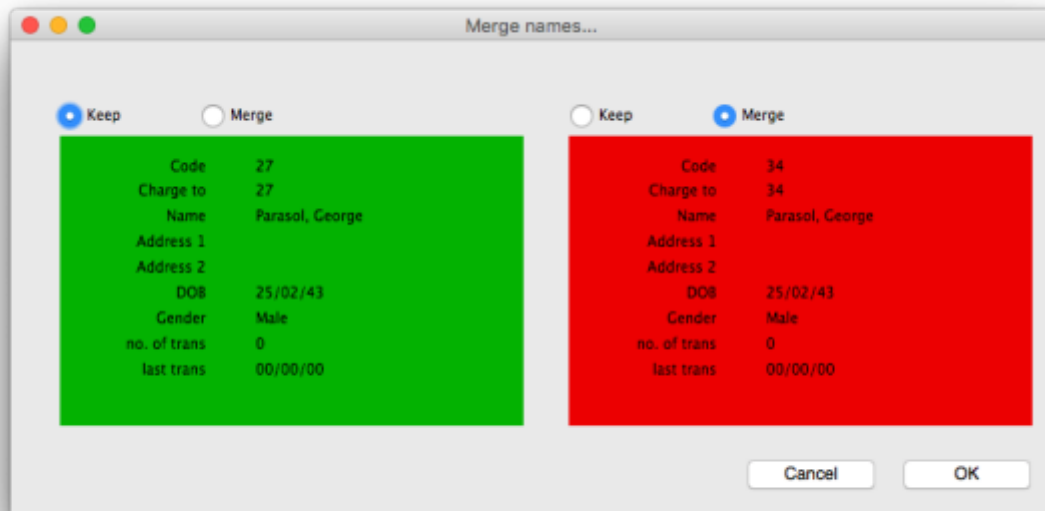 Merge names...
Keep Merge
Code 27
Charge to 27
Name Parasol, George
Address 1
Address 2
DOB 25/02/43
Gender Male
no. of trans 0
last trans 00/00/00
Keep Merge
Code 34
Charge to 34
Name Parasol, George
Address 1
Address 2
DOB 25/02/43
Gender Male
no. of trans 0
last trans 00/00/00
Cancel OK